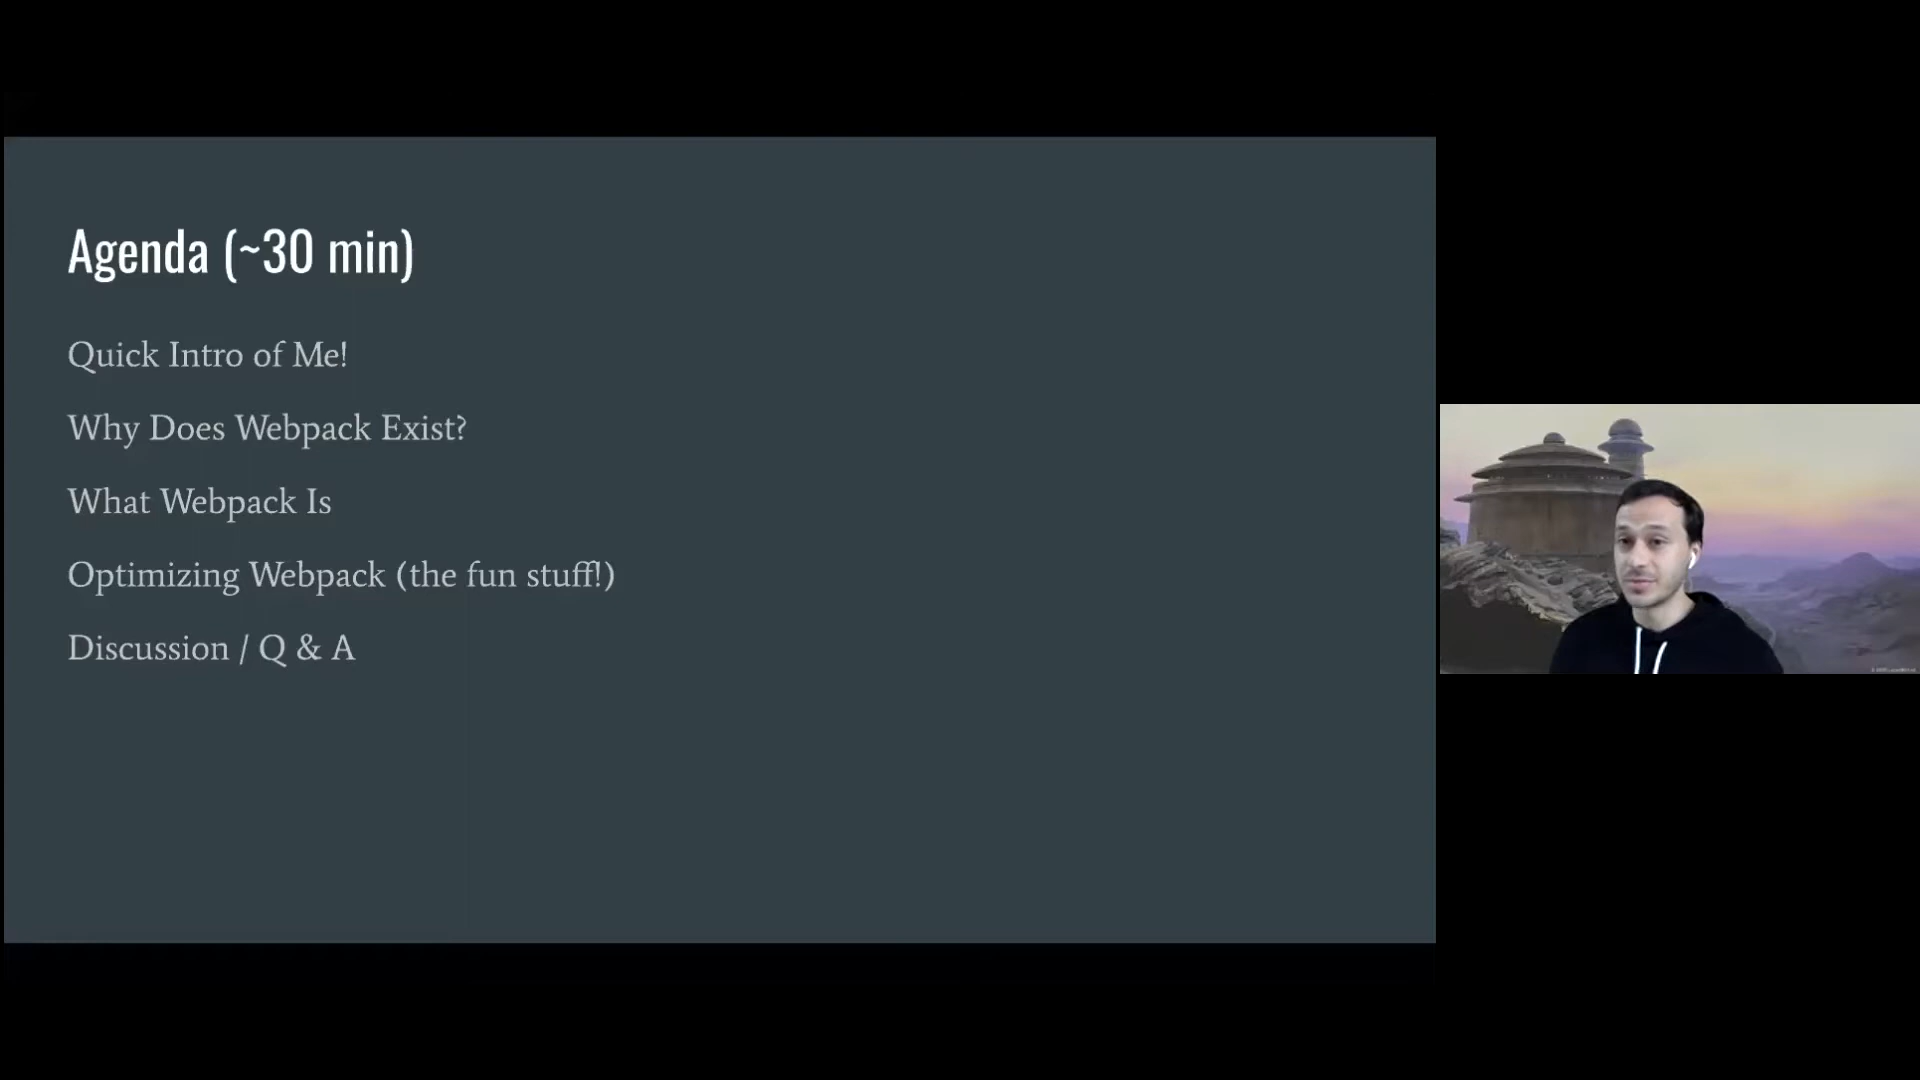 Agenda (~30 min)
Quick Intro of Me!
Why Does Webpack Exist?
What Webpack Is
Optimizing Webpack (the fun stuff!)
Discussion / Q & A